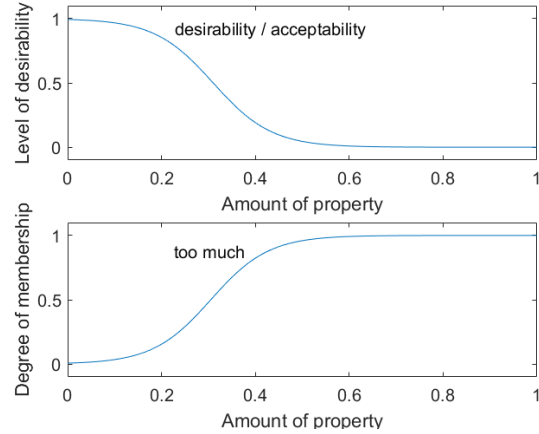 Level of desirability
1
0.5
0
desirability / acceptability
0 0.2 0.4 0.6 0.8 1
Amount of property
Degree of membership
1
0.5
0
too much
0 0.2 0.4 0.6 0.8 1
Amount of property